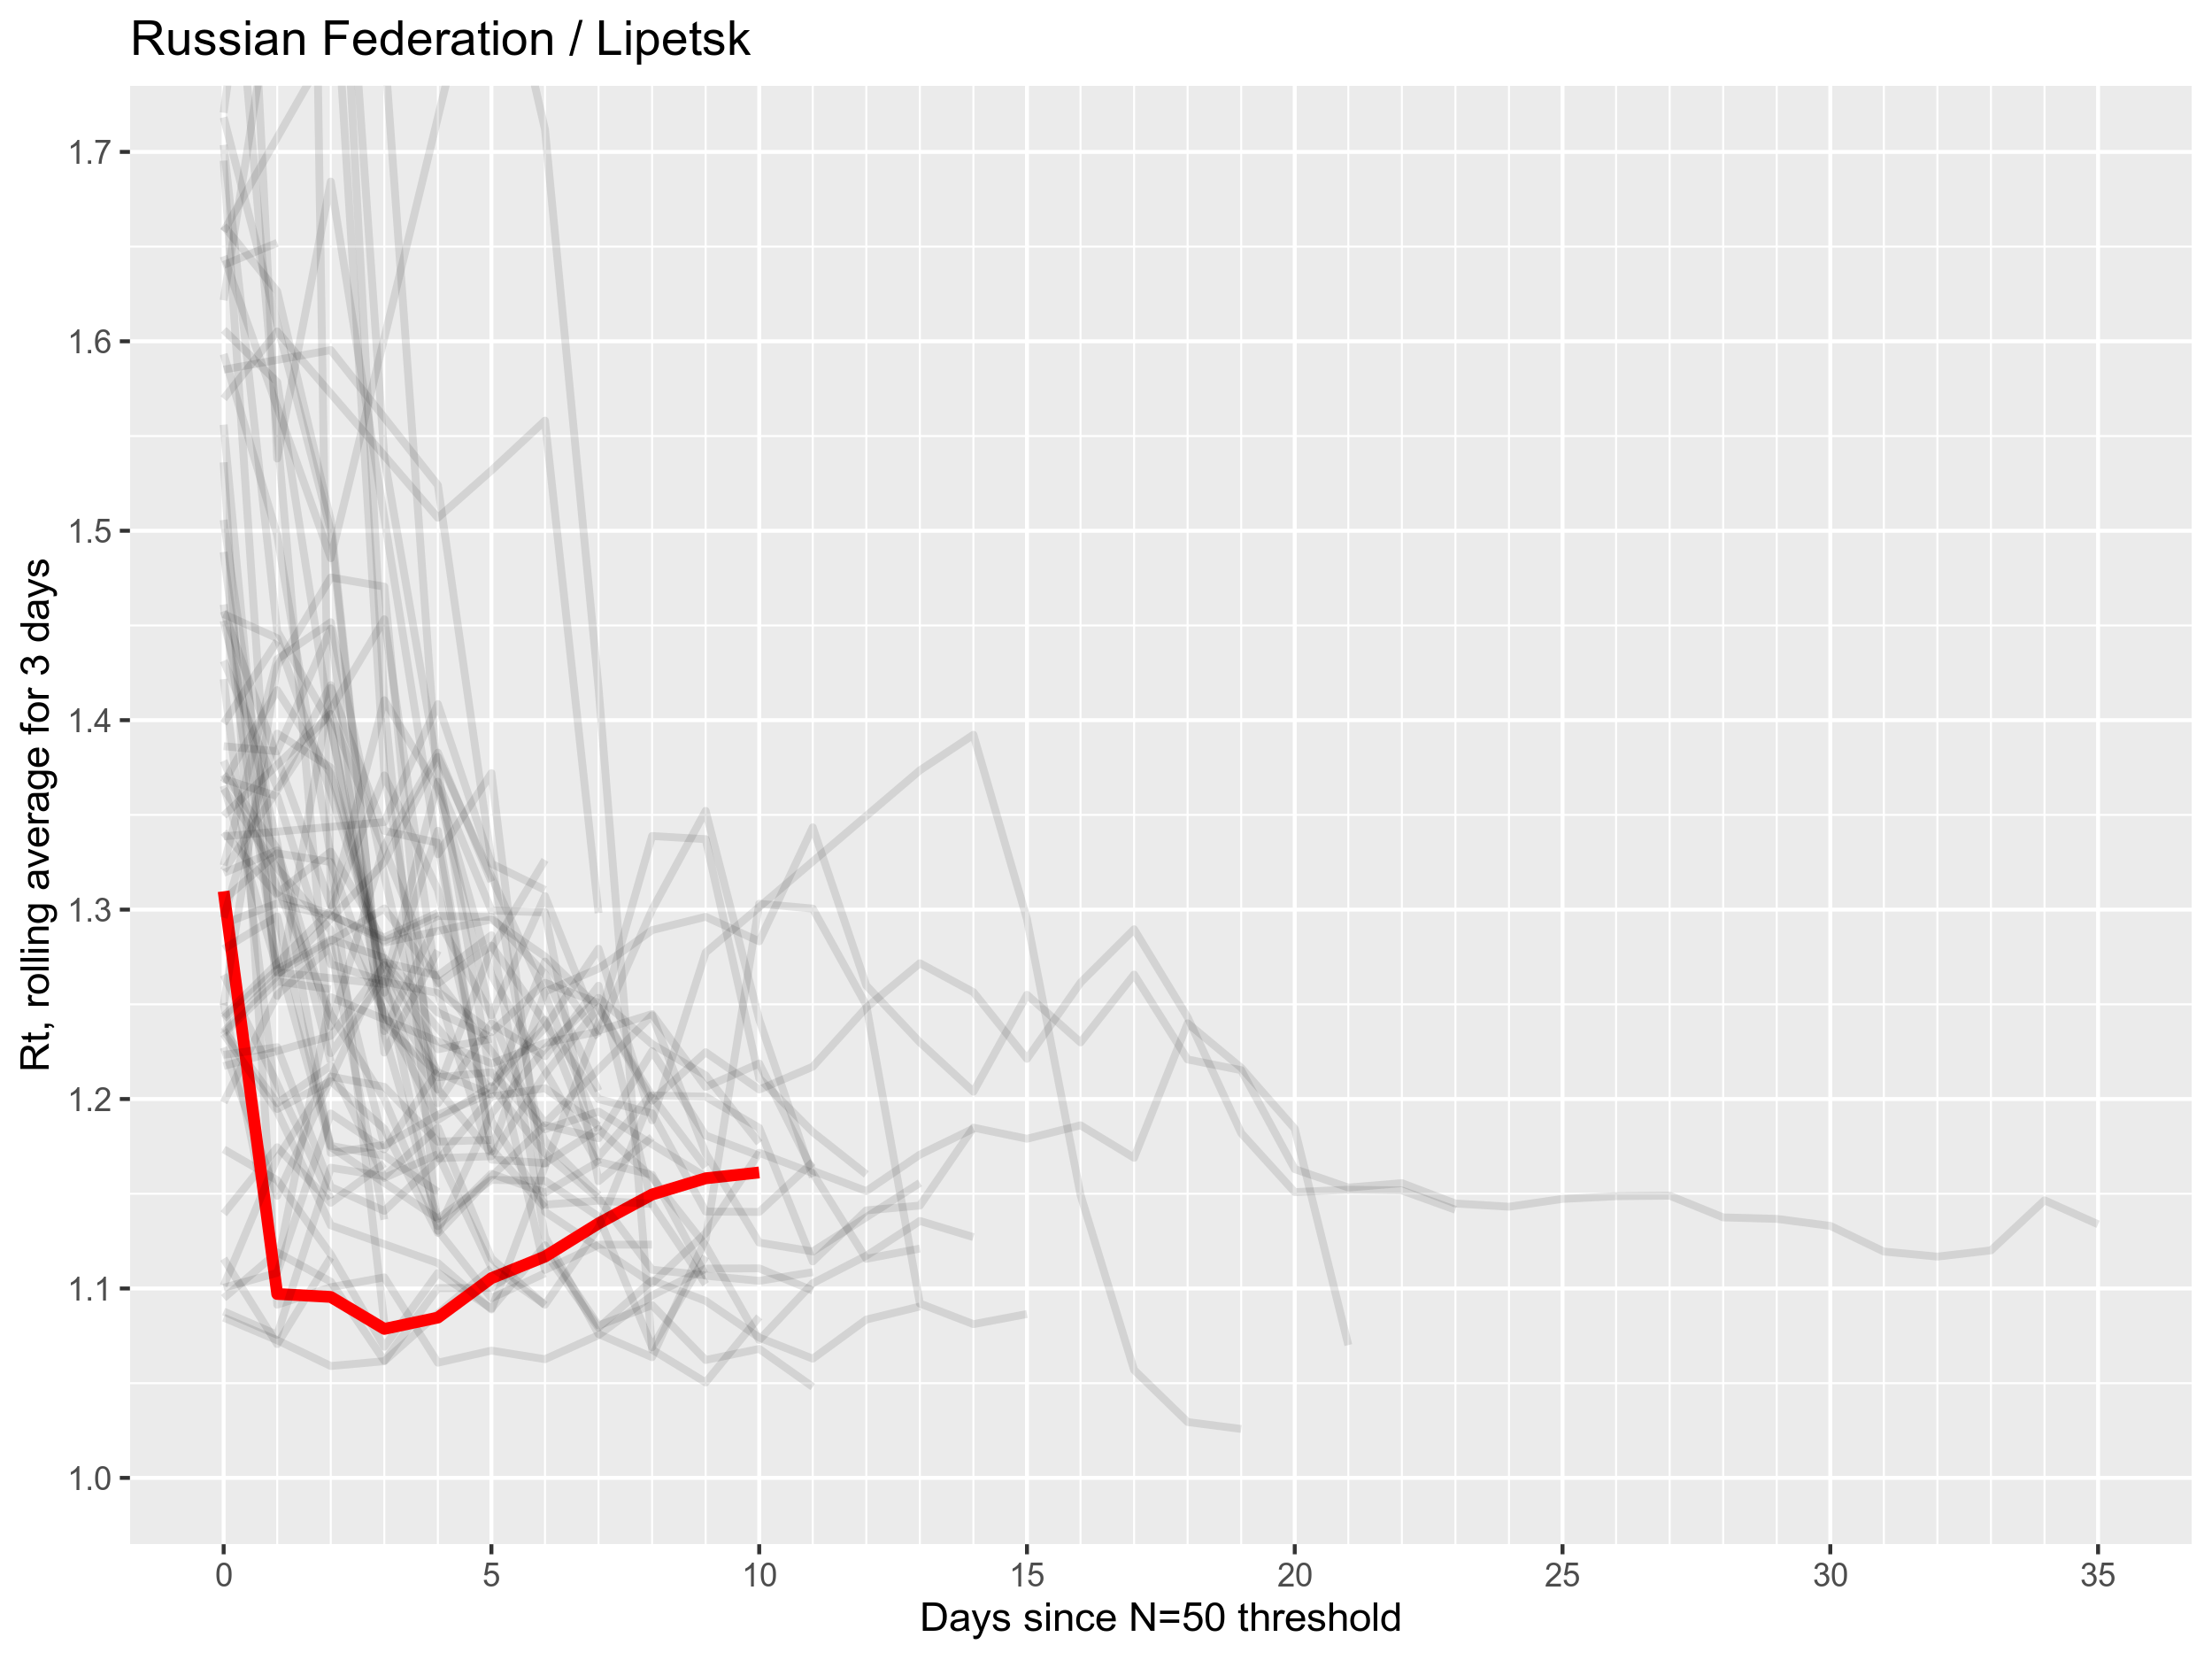 Russian Federation / Lipetsk
1.7
1.6
1.5
1.4
1.3
1.2
1.1
1.0
Rt, rolling average for 3 days
0 5 10 15 20 25 30 35
Days since N=50 threshold